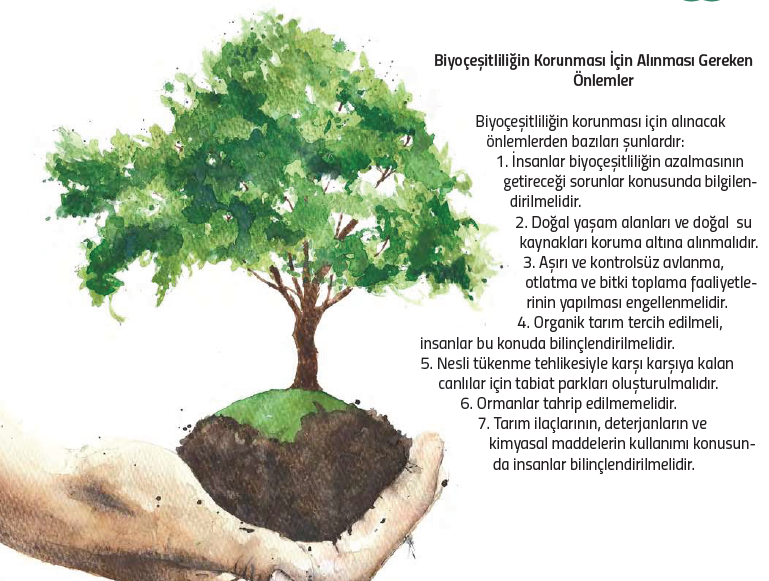 Biyoçeşitliliğin Korunması İçin Alınması Gereken
Önlemler
Biyoçeşitliliğin korunması için alınacak
önlemlerden bazıları şunlardır:
1. İnsanlar biyoçeşitliliğin azalmasının
getireceği sorunlar konusunda bilgilen-
dirilmelidir.
2. Doğal yaşam alanları ve doğal  su
kaynakları koruma altına alınmalıdır.
3. Aşırı ve kontrolsüz avlanma,
otlatma ve bitki toplama faaliyetle-
rinin yapılması engellenmelidir.
4. Organik tarım tercih edilmeli,
insanlar bu konuda bilinçlendirilmelidir.
5. Nesli tükenme tehlikesiyle karşı karşıya kalan
canlılar için tabiat parkları oluşturulmalıdır.
6. Ormanlar tahrip edilmemelidir.
7. Tarım ilaçlarının, deterjanların ve
kimyasal maddelerin kullanımı konusun-
da insanlar bilinçlendirilmelidir.